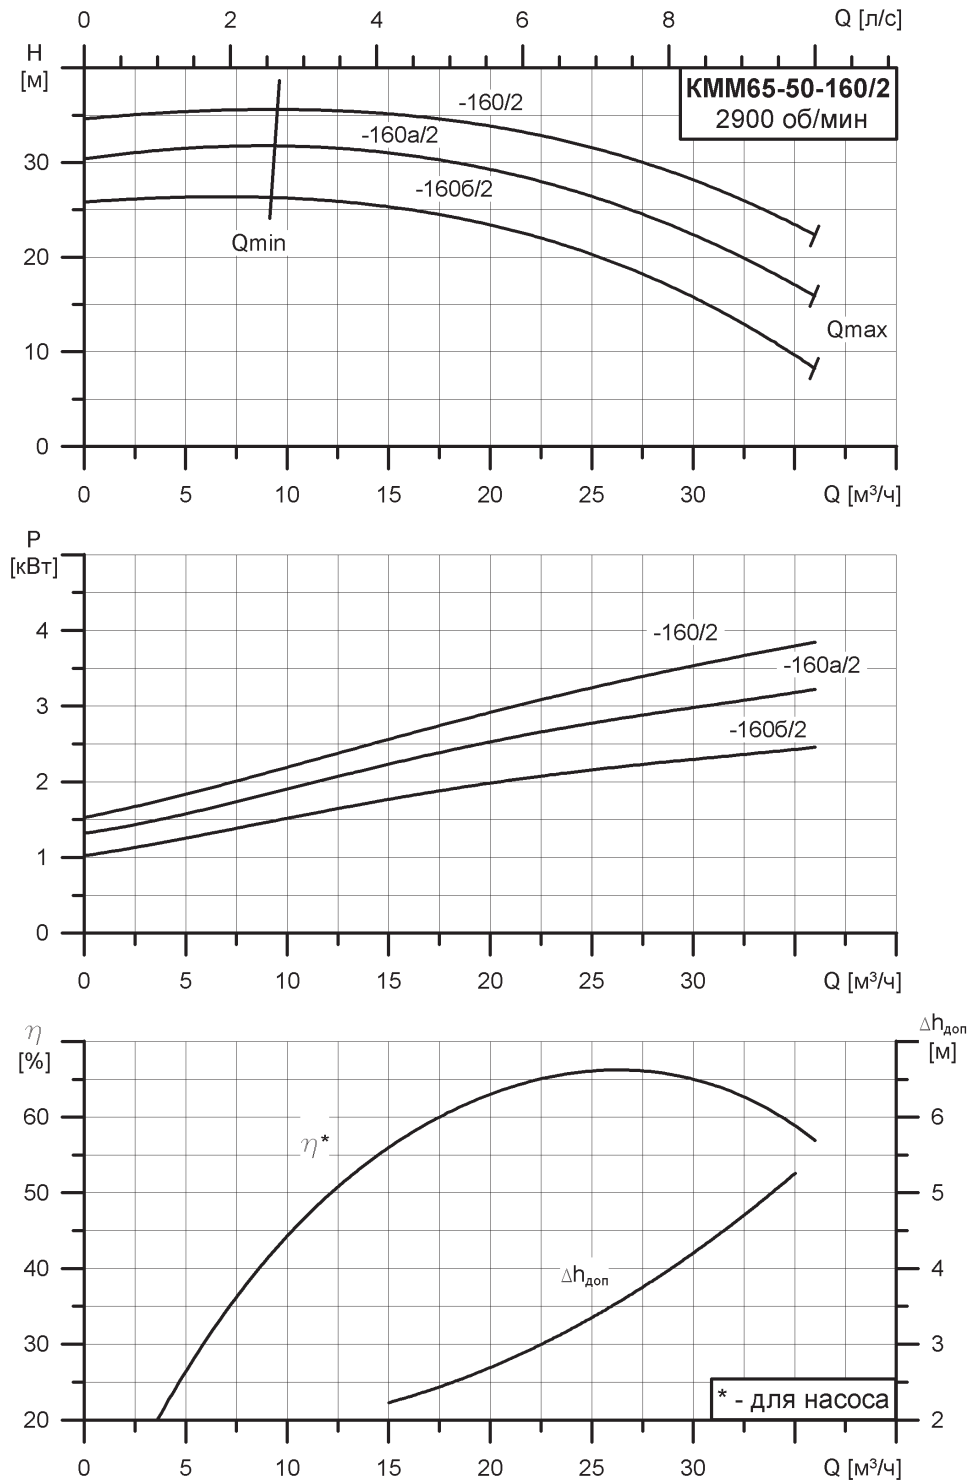 0 2 4 6 8 Q [л/с]
H
[м]
КММ65-50-160/2
2900 об/мин
-160/2
-160а/2
-160б/2
30
20
10
0
Qmin
Qmax
0 5 10 15 20 25 30 Q [м³/ч]
P
[кВт]
4
3
2
1
0
-160/2
-160а/2
-160б/2
0 5 10 15 20 25 30 Q [м³/ч]
η
[%]
Δhдоп
[м]
60
50
40
30
20
η*
Δhдоп
6
5
4
3
2
* - для насоса
0 5 10 15 20 25 30 Q [м³/ч]